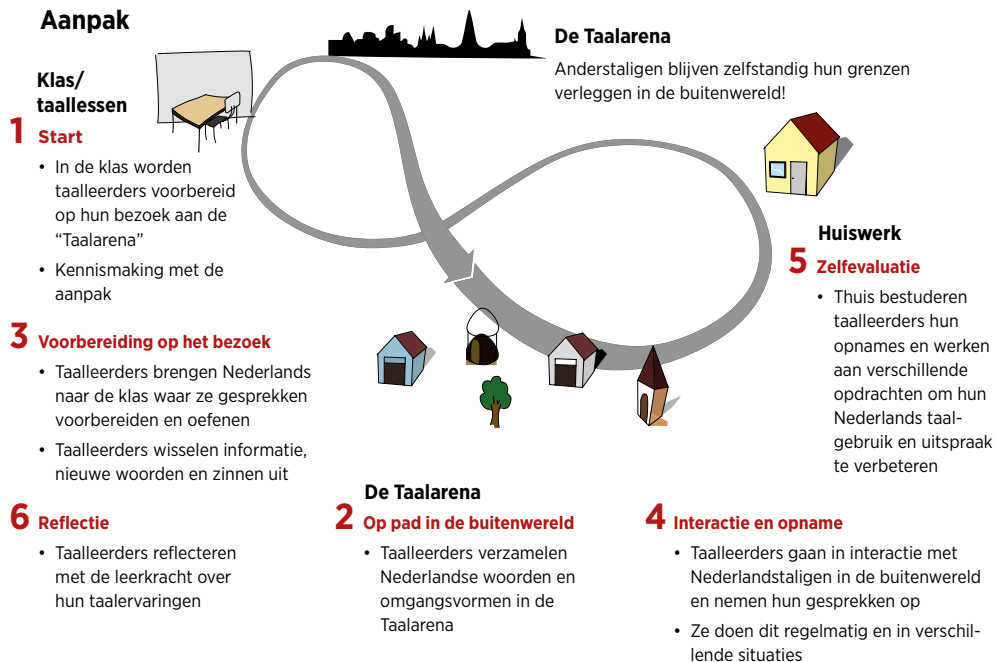 Aanpak
De Taalarena
Anderstaligen blijven zelfstandig hun grenzen
verleggen in de buitenwereld!
Klas/
taallessen
1 Start
• In de klas worden
taalleerders voorbereid
op hun bezoek aan de
“Taalarena”
• Kennismaking met de
aanpak
3 Voorbereiding op het bezoek
• Taalleerders brengen Nederlands
naar de klas waar ze gesprekken
voorbereiden en oefenen
• Taalleerders wisselen informatie,
nieuwe woorden en zinnen uit
6 Reflectie
• Taalleerders reflecteren
met de leerkracht over
hun taalervaringen
De Taalarena
2 Op pad in de buitenwereld
• Taalleerders verzamelen
Nederlandse woorden en
omgangsvormen in de
Taalarena
4 Interactie en opname
• Taalleerders gaan in interactie met
Nederlandstaligen in de buitenwereld
en nemen hun gesprekken op
• Ze doen dit regelmatig en in verschil-
lende situaties
Huiswerk
5 Zelfevaluatie
• Thuis bestuderen
taalleerders hun
opnames en werken
aan verschillende
opdrachten om hun
Nederlands taal-
gebruik en uitspraak
te verbeteren